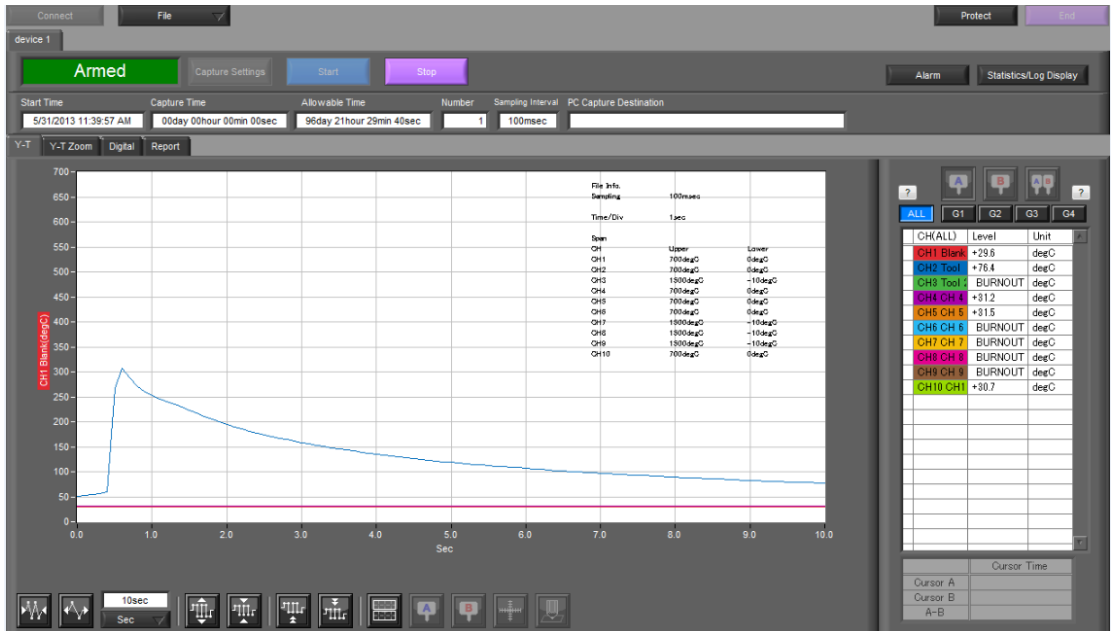 Connect File Protect End
device 1
Armed Capture Settings Start Stop Alarm Statistics/Log Display
Start Time Capture Time Allowable Time Number Sampling Interval PC Capture Destination
5/31/2013 11:39:57 AM 00day 00hour 00min 00sec 96day 21hour 29min 40sec 1 100msec
Y-T Y-T Zoom Digital Report
700
650
600
550
500
450
400
350
300
250
200
150
100
50
0
CH1 Blank(degC)
0.0 1.0 2.0 3.0 4.0 5.0 6.0 7.0 8.0 9.0 10.0
Sec
File Info.
Sampling 100msec
Time/Div 1sec
Span
CH Upper Lower
CH1 700degC 0degC
CH2 700degC 0degC
CH3 1300degC -10degC
CH4 700degC 0degC
CH5 700degC 0degC
CH6 700degC 0degC
CH7 1300degC -10degC
CH8 1300degC -10degC
CH9 1300degC -10degC
CH10 700degC 0degC
? A B A B ?
ALL G1 G2 G3 G4
CH(ALL) Level Unit
CH1 Blank +29.6 degC
CH2 Tool +76.4 degC
CH3 Tool 2 BURNOUT degC
CH4 CH 4 +31.2 degC
CH5 CH 5 +31.5 degC
CH6 CH 6 BURNOUT degC
CH7 CH 7 BURNOUT degC
CH8 CH 8 BURNOUT degC
CH9 CH 9 BURNOUT degC
CH10 CH1 +30.7 degC
Cursor Time
Cursor A
Cursor B
A-B
10sec
Sec
A B